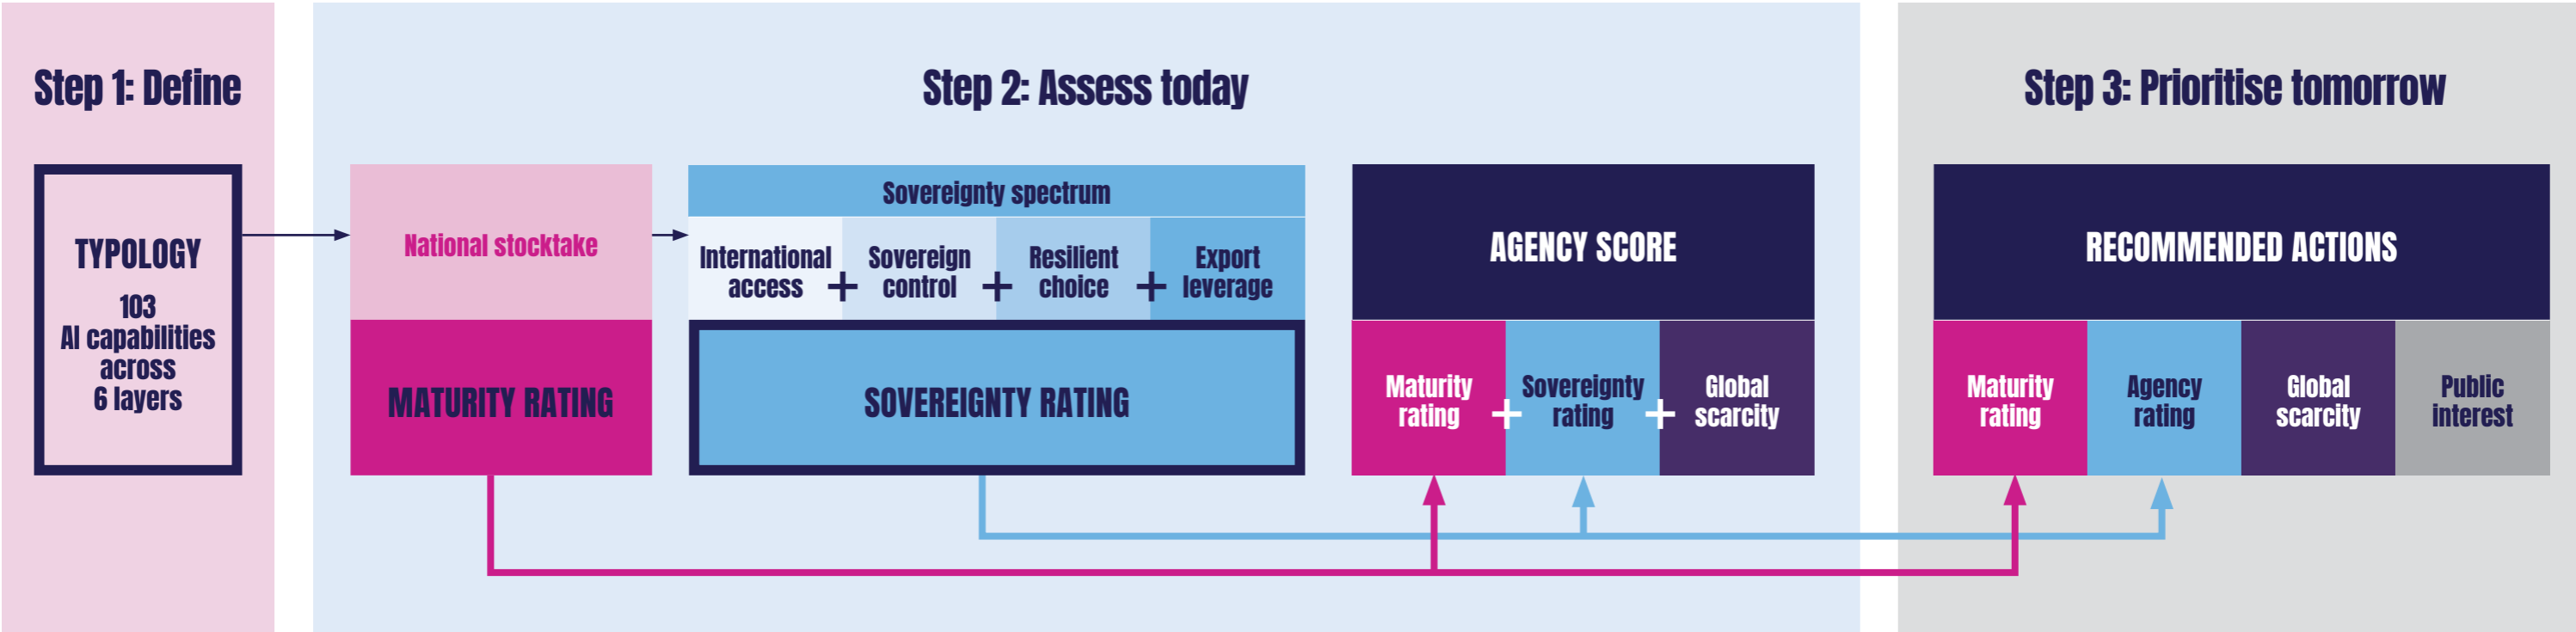 Step 1: Define
TYPOLOGY
103
AI capabilities
across
6 layers
Step 2: Assess today
National stocktake
MATURITY RATING
Sovereignty spectrum
International
access
+
Sovereign
control
+
Resilient
choice
+
Export
leverage
SOVEREIGNTY RATING
AGENCY SCORE
Maturity
rating
+
Sovereignty
rating
+
Global
scarcity
Step 3: Prioritise tomorrow
RECOMMENDED ACTIONS
Maturity
rating
Agency
rating
Global
scarcity
Public
interest